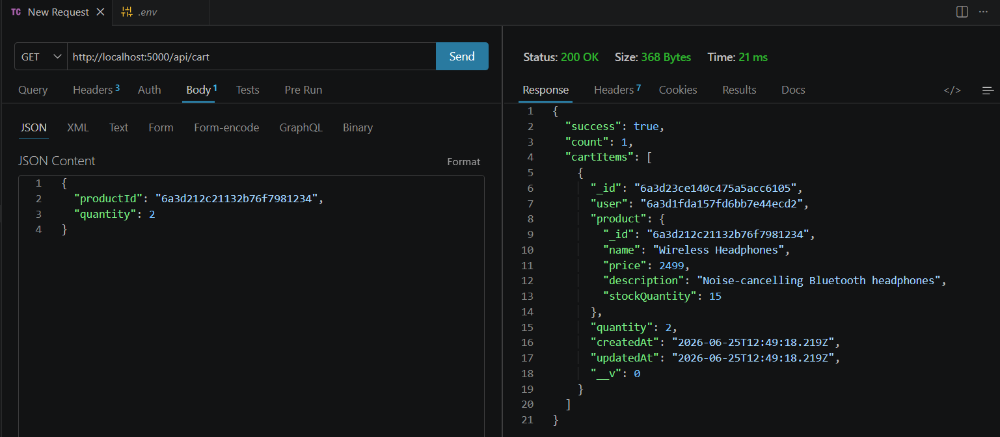 TC New Request .env
GET http://localhost:5000/api/cart Send
Query Headers 3 Auth Body 1 Tests Pre Run
JSON XML Text Form Form-encode GraphQL Binary
JSON Content Format
1 {
2 "productId": "6a3d212c21132b76f7981234",
3 "quantity": 2
4 }
Status: 200 OK Size: 368 Bytes Time: 21 ms
Response Headers 7 Cookies Results Docs </>
1 {
2 "success": true,
3 "count": 1,
4 "cartItems": [
5 {
6 "_id": "6a3d23ce140c475a5acc6105",
7 "user": "6a3d1fda157fd6bb7e44ecd2",
8 "product": {
9 "_id": "6a3d212c21132b76f7981234",
10 "name": "Wireless Headphones",
11 "price": 2499,
12 "description": "Noise-cancelling Bluetooth headphones",
13 "stockQuantity": 15
14 },
15 "quantity": 2,
16 "createdAt": "2026-06-25T12:49:18.219Z",
17 "updatedAt": "2026-06-25T12:49:18.219Z",
18 "__v": 0
19 }
20 ]
21 }